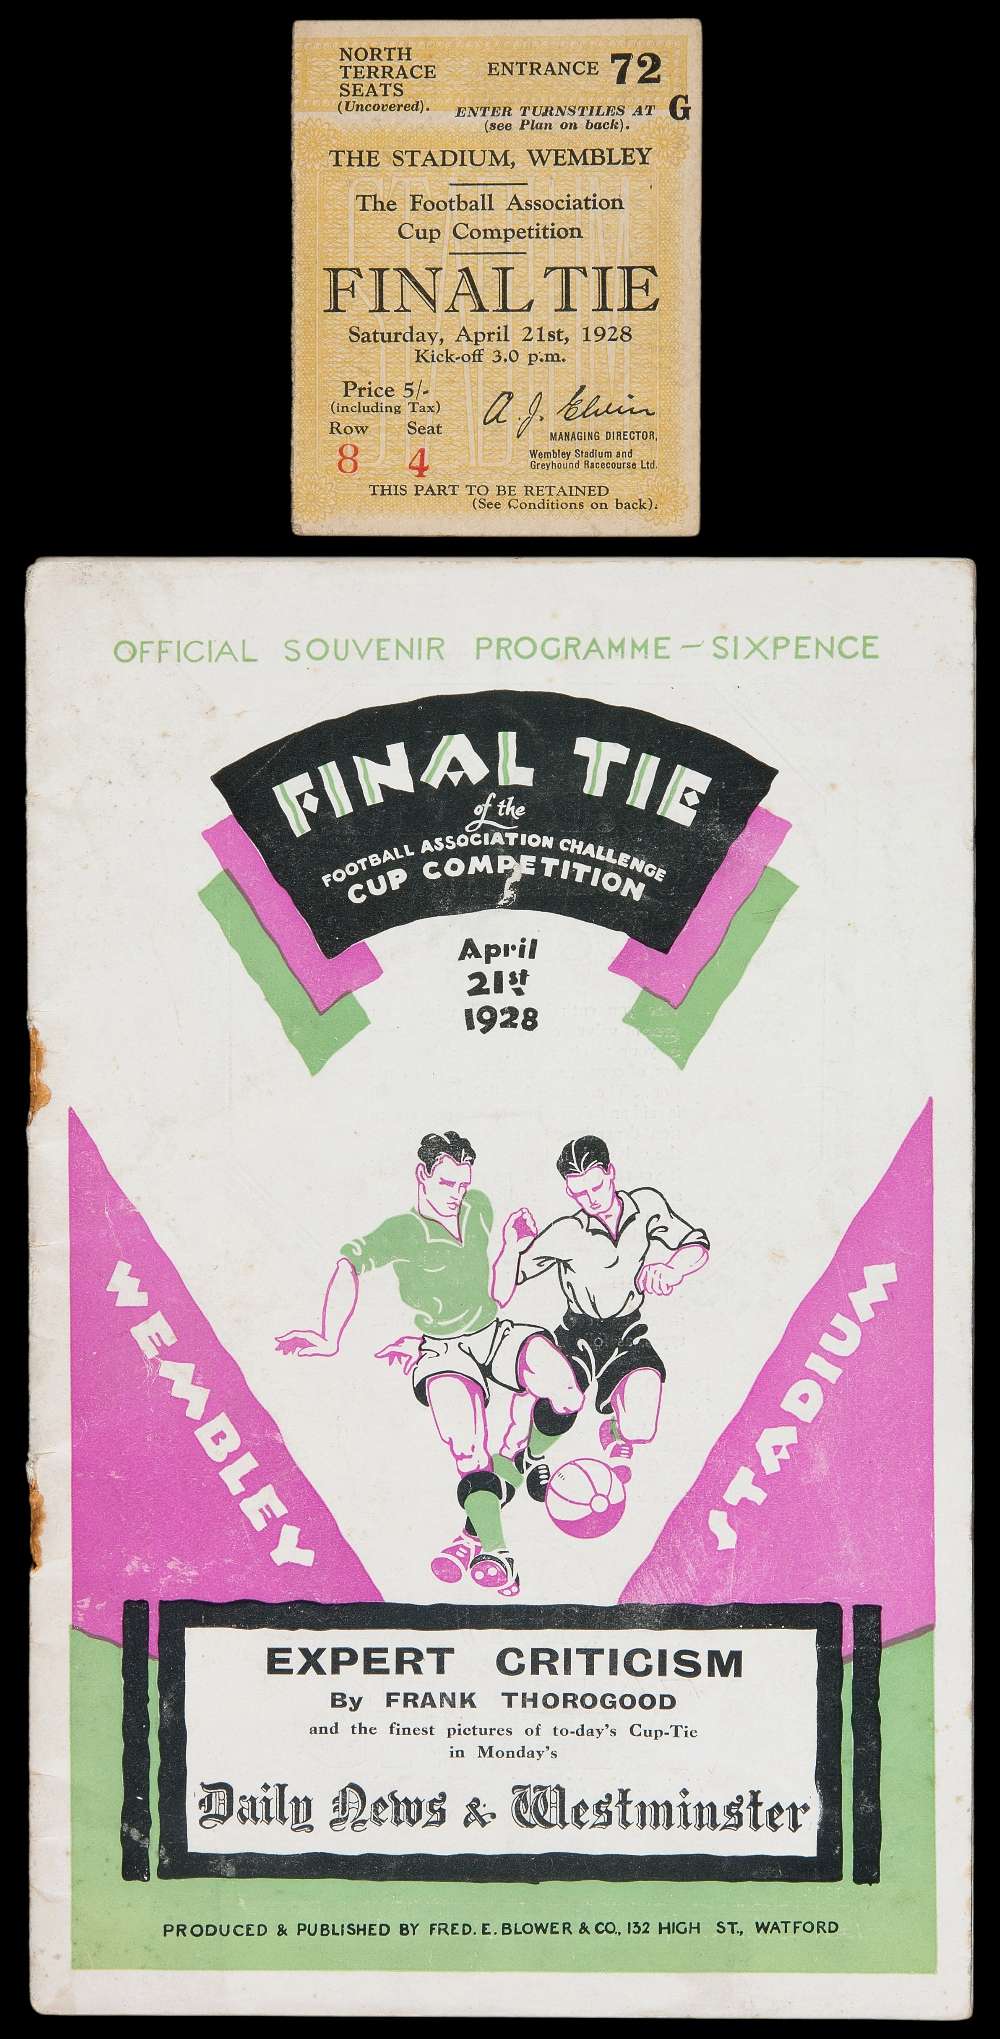 NORTH
TERRACE
SEATS
(Uncovered).
ENTRANCE 72
ENTER TURNSTILES AT G
(see Plan on back).
THE STADIUM, WEMBLEY
The Football Association
Cup Competition
FINAL TIE
Saturday, April 21st, 1928
Kick-off 3.0 p.m.
Price 5/-
(including Tax)
Row Seat
8 4
A. J. Elvin
MANAGING DIRECTOR,
Wembley Stadium and
Greyhound Racecourse Ltd.
THIS PART TO BE RETAINED
(See Conditions on back).
OFFICIAL SOUVENIR PROGRAMME – SIXPENCE
FINAL TIE
of the
FOOTBALL ASSOCIATION CHALLENGE
CUP COMPETITION
April
21st
1928
WEMBLEY
STADIUM
EXPERT CRITICISM
By FRANK THOROGOOD
and the finest pictures of to-day's Cup-Tie
in Monday's
Daily News & Westminster
PRODUCED & PUBLISHED BY FRED. E. BLOWER & CO., 132 HIGH ST., WATFORD